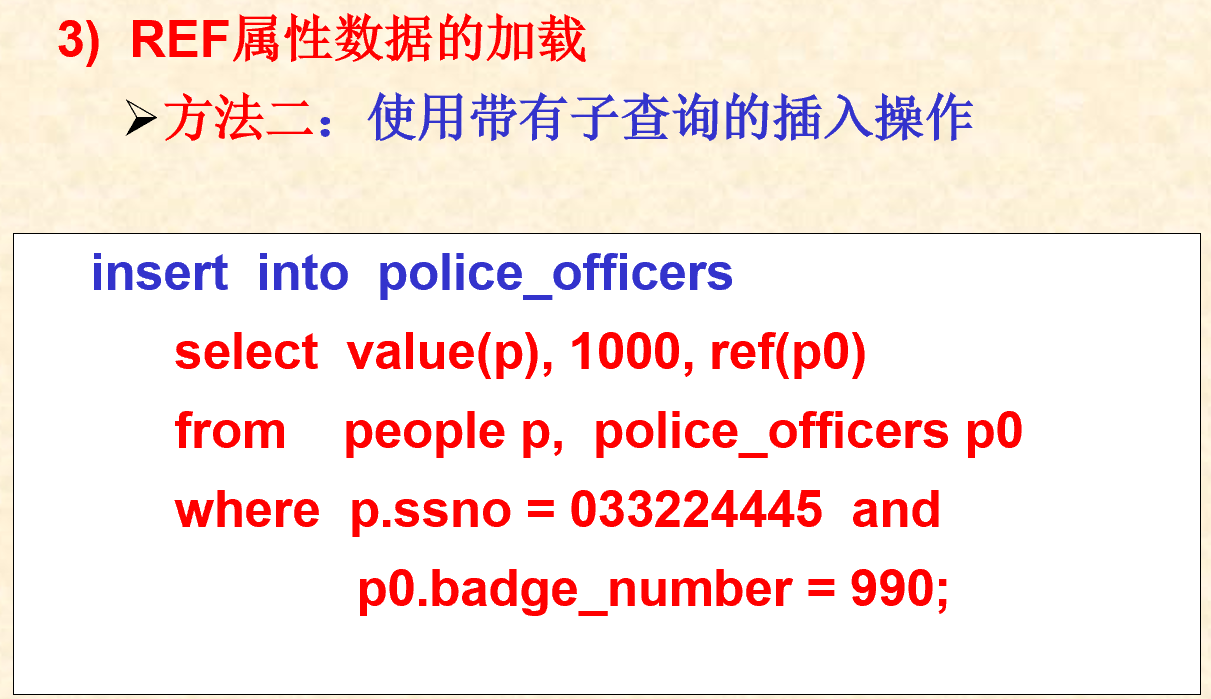 3) REF属性数据的加载
➢方法二：使用带有子查询的插入操作
insert into police_officers
select value(p), 1000, ref(p0)
from people p, police_officers p0
where p.ssno = 033224445 and
p0.badge_number = 990;